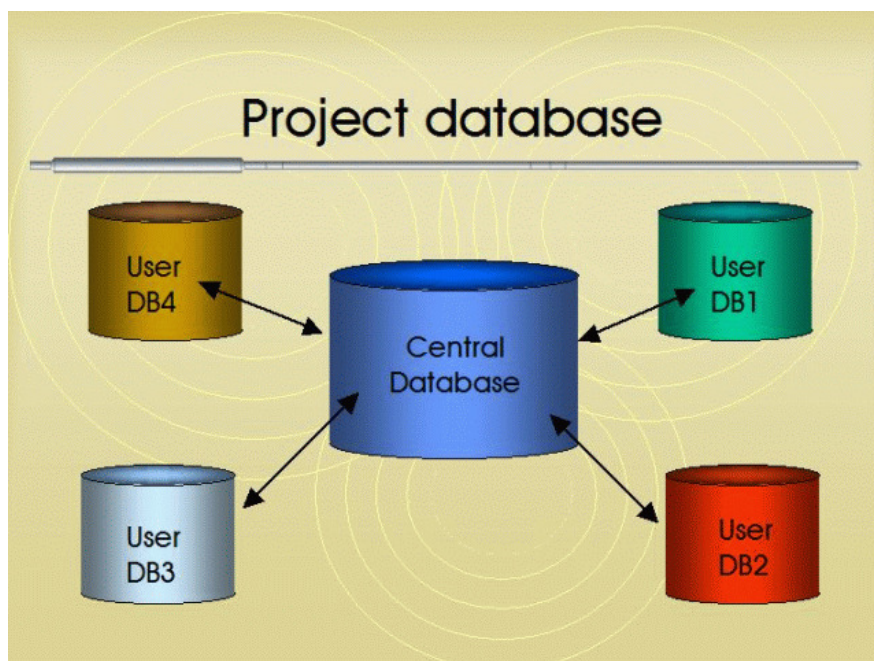 Project database
User
DB4
User
DB1
Central
Database
User
DB3
User
DB2